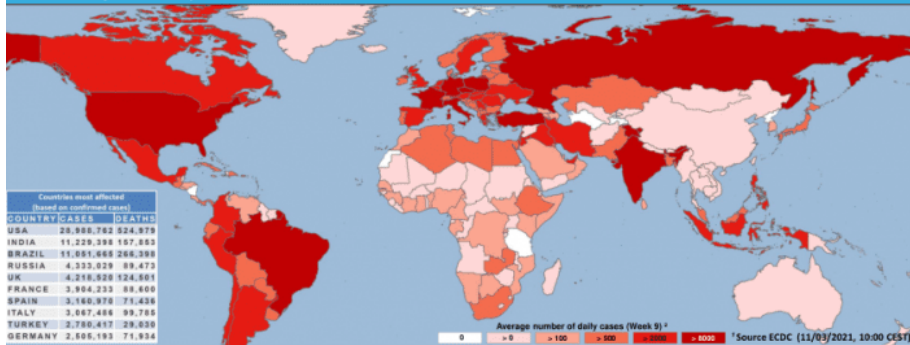 Countries most affected
(based on confirmed cases)
COUNTRY CASES DEATHS
USA 28,988,762 524,979
INDIA 11,229,398 157,853
BRAZIL 11,051,665 266,398
RUSSIA 4,333,029 89,473
UK 4,218,520 124,501
FRANCE 3,904,233 88,600
SPAIN 3,160,970 71,436
ITALY 3,067,486 99,785
TURKEY 2,780,417 29,030
GERMANY 2,505,193 71,934
Average number of daily cases (Week 9) ²
0 > 0 > 100 > 500 > 8000
Source ECDC (11/03/2021, 10:00 CEST)